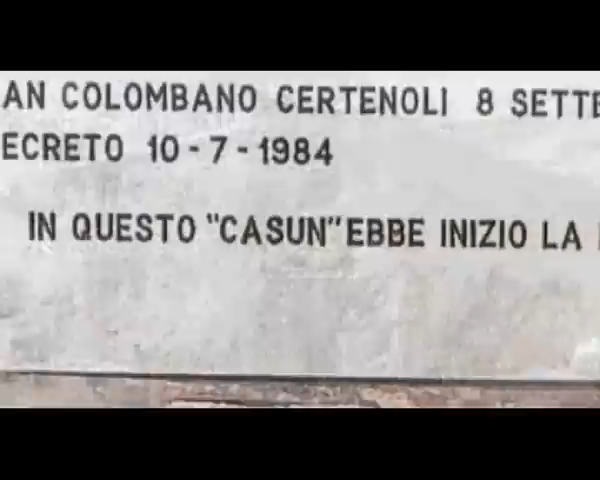 AN COLOMBANO CERTENOLI 8 SETTE
ECRETO 10-7-1984
IN QUESTO "CASUN" EBBE INIZIO LA